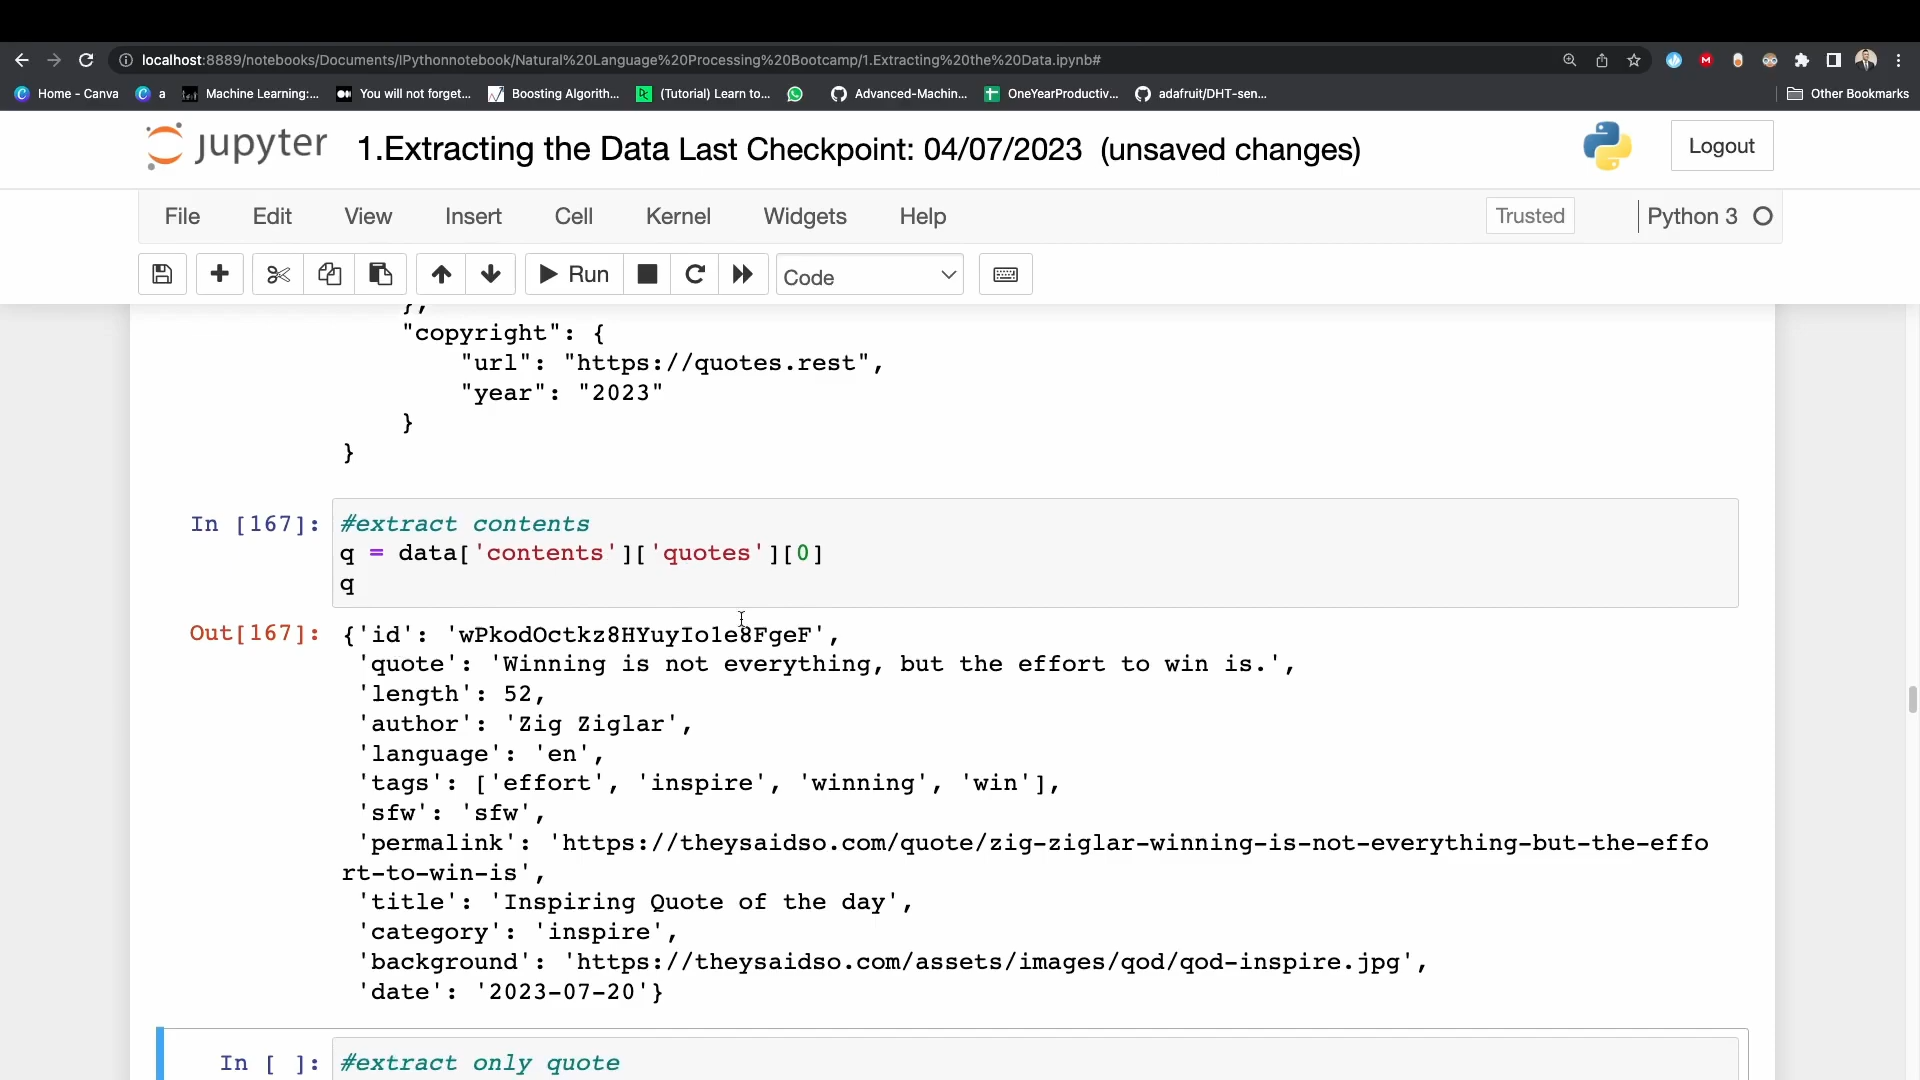 localhost:8889/notebooks/Documents/IPythonnotebook/Natural%20Language%20Processing%20Bootcamp/1.Extracting%20the%20Data.ipynb#
Home - Canva a Machine Learning:... You will not forget... Boosting Algorith... (Tutorial) Learn to... Advanced-Machin... OneYearProductiv... adafruit/DHT-sen... Other Bookmarks
jupyter 1.Extracting the Data Last Checkpoint: 04/07/2023 (unsaved changes) Logout
File Edit View Insert Cell Kernel Widgets Help Trusted Python 3
Run Code
},
"copyright": {
"url": "https://quotes.rest",
"year": "2023"
}
}
In [167]: #extract contents
q = data['contents']['quotes'][0]
q
Out[167]: {'id': 'wPkodOctkz8HYuyIo1e8FgeF',
'quote': 'Winning is not everything, but the effort to win is.',
'length': 52,
'author': 'Zig Ziglar',
'language': 'en',
'tags': ['effort', 'inspire', 'winning', 'win'],
'sfw': 'sfw',
'permalink': 'https://theysaidso.com/quote/zig-ziglar-winning-is-not-everything-but-the-effo
rt-to-win-is',
'title': 'Inspiring Quote of the day',
'category': 'inspire',
'background': 'https://theysaidso.com/assets/images/qod/qod-inspire.jpg',
'date': '2023-07-20'}
In [ ]: #extract only quote